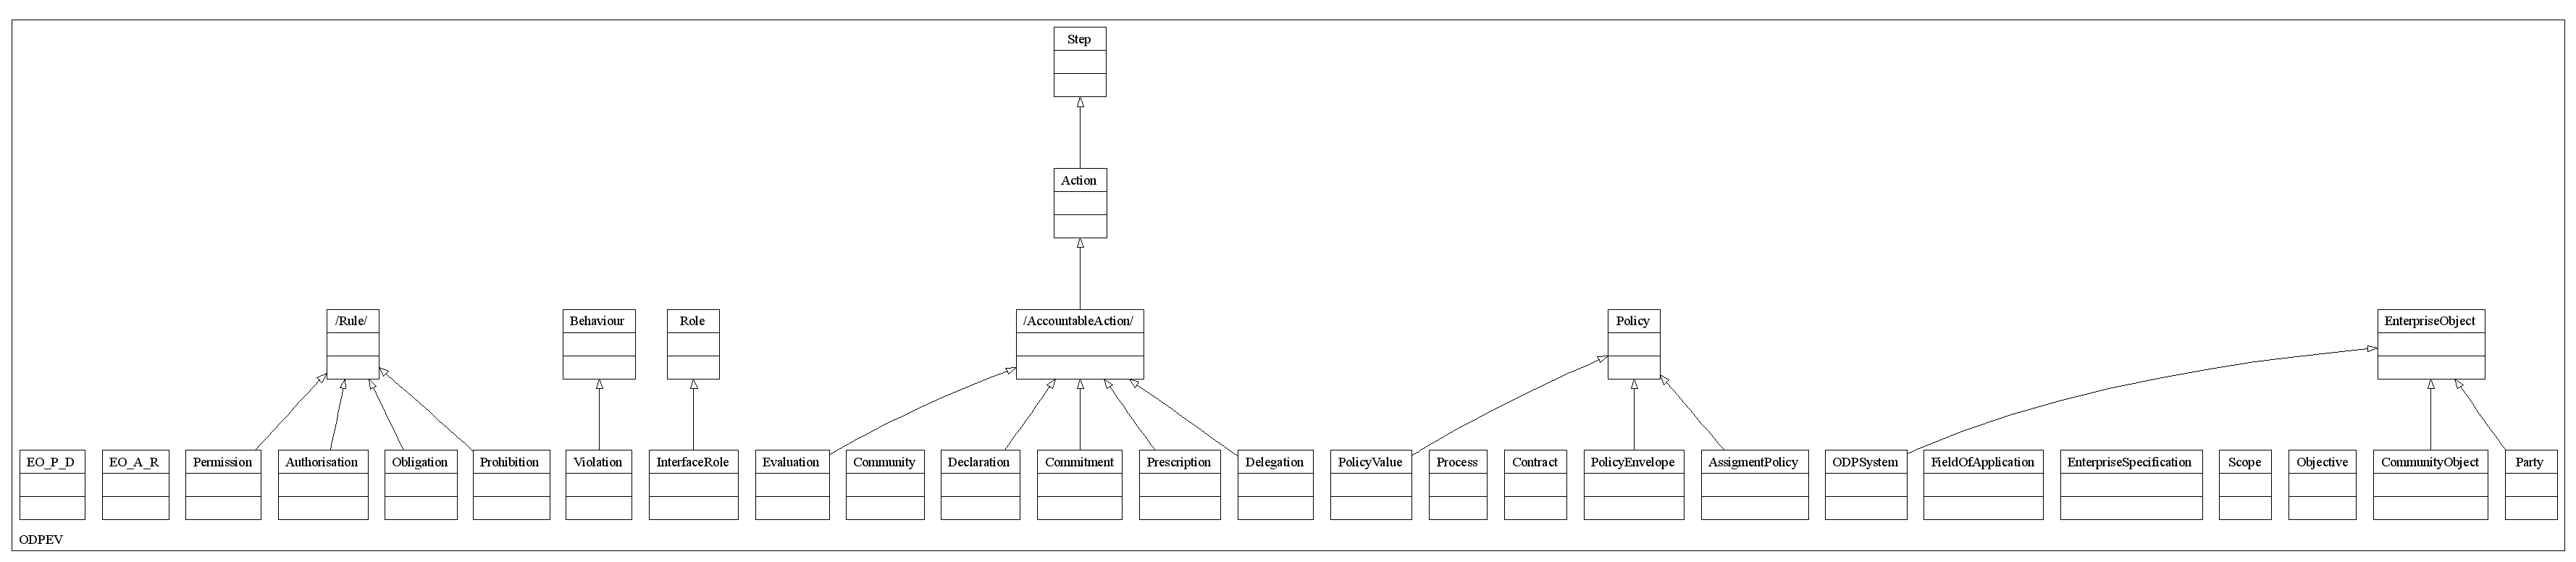 Step
Action
/Rule/
Behaviour
Role
/AccountableAction/
Policy
EnterpriseObject
EO_P_D
EO_A_R
Permission
Authorisation
Obligation
Prohibition
Violation
InterfaceRole
Evaluation
Community
Declaration
Commitment
Prescription
Delegation
PolicyValue
Process
Contract
PolicyEnvelope
AssigmentPolicy
ODPSystem
FieldOfApplication
EnterpriseSpecification
Scope
Objective
CommunityObject
Party
ODPEV